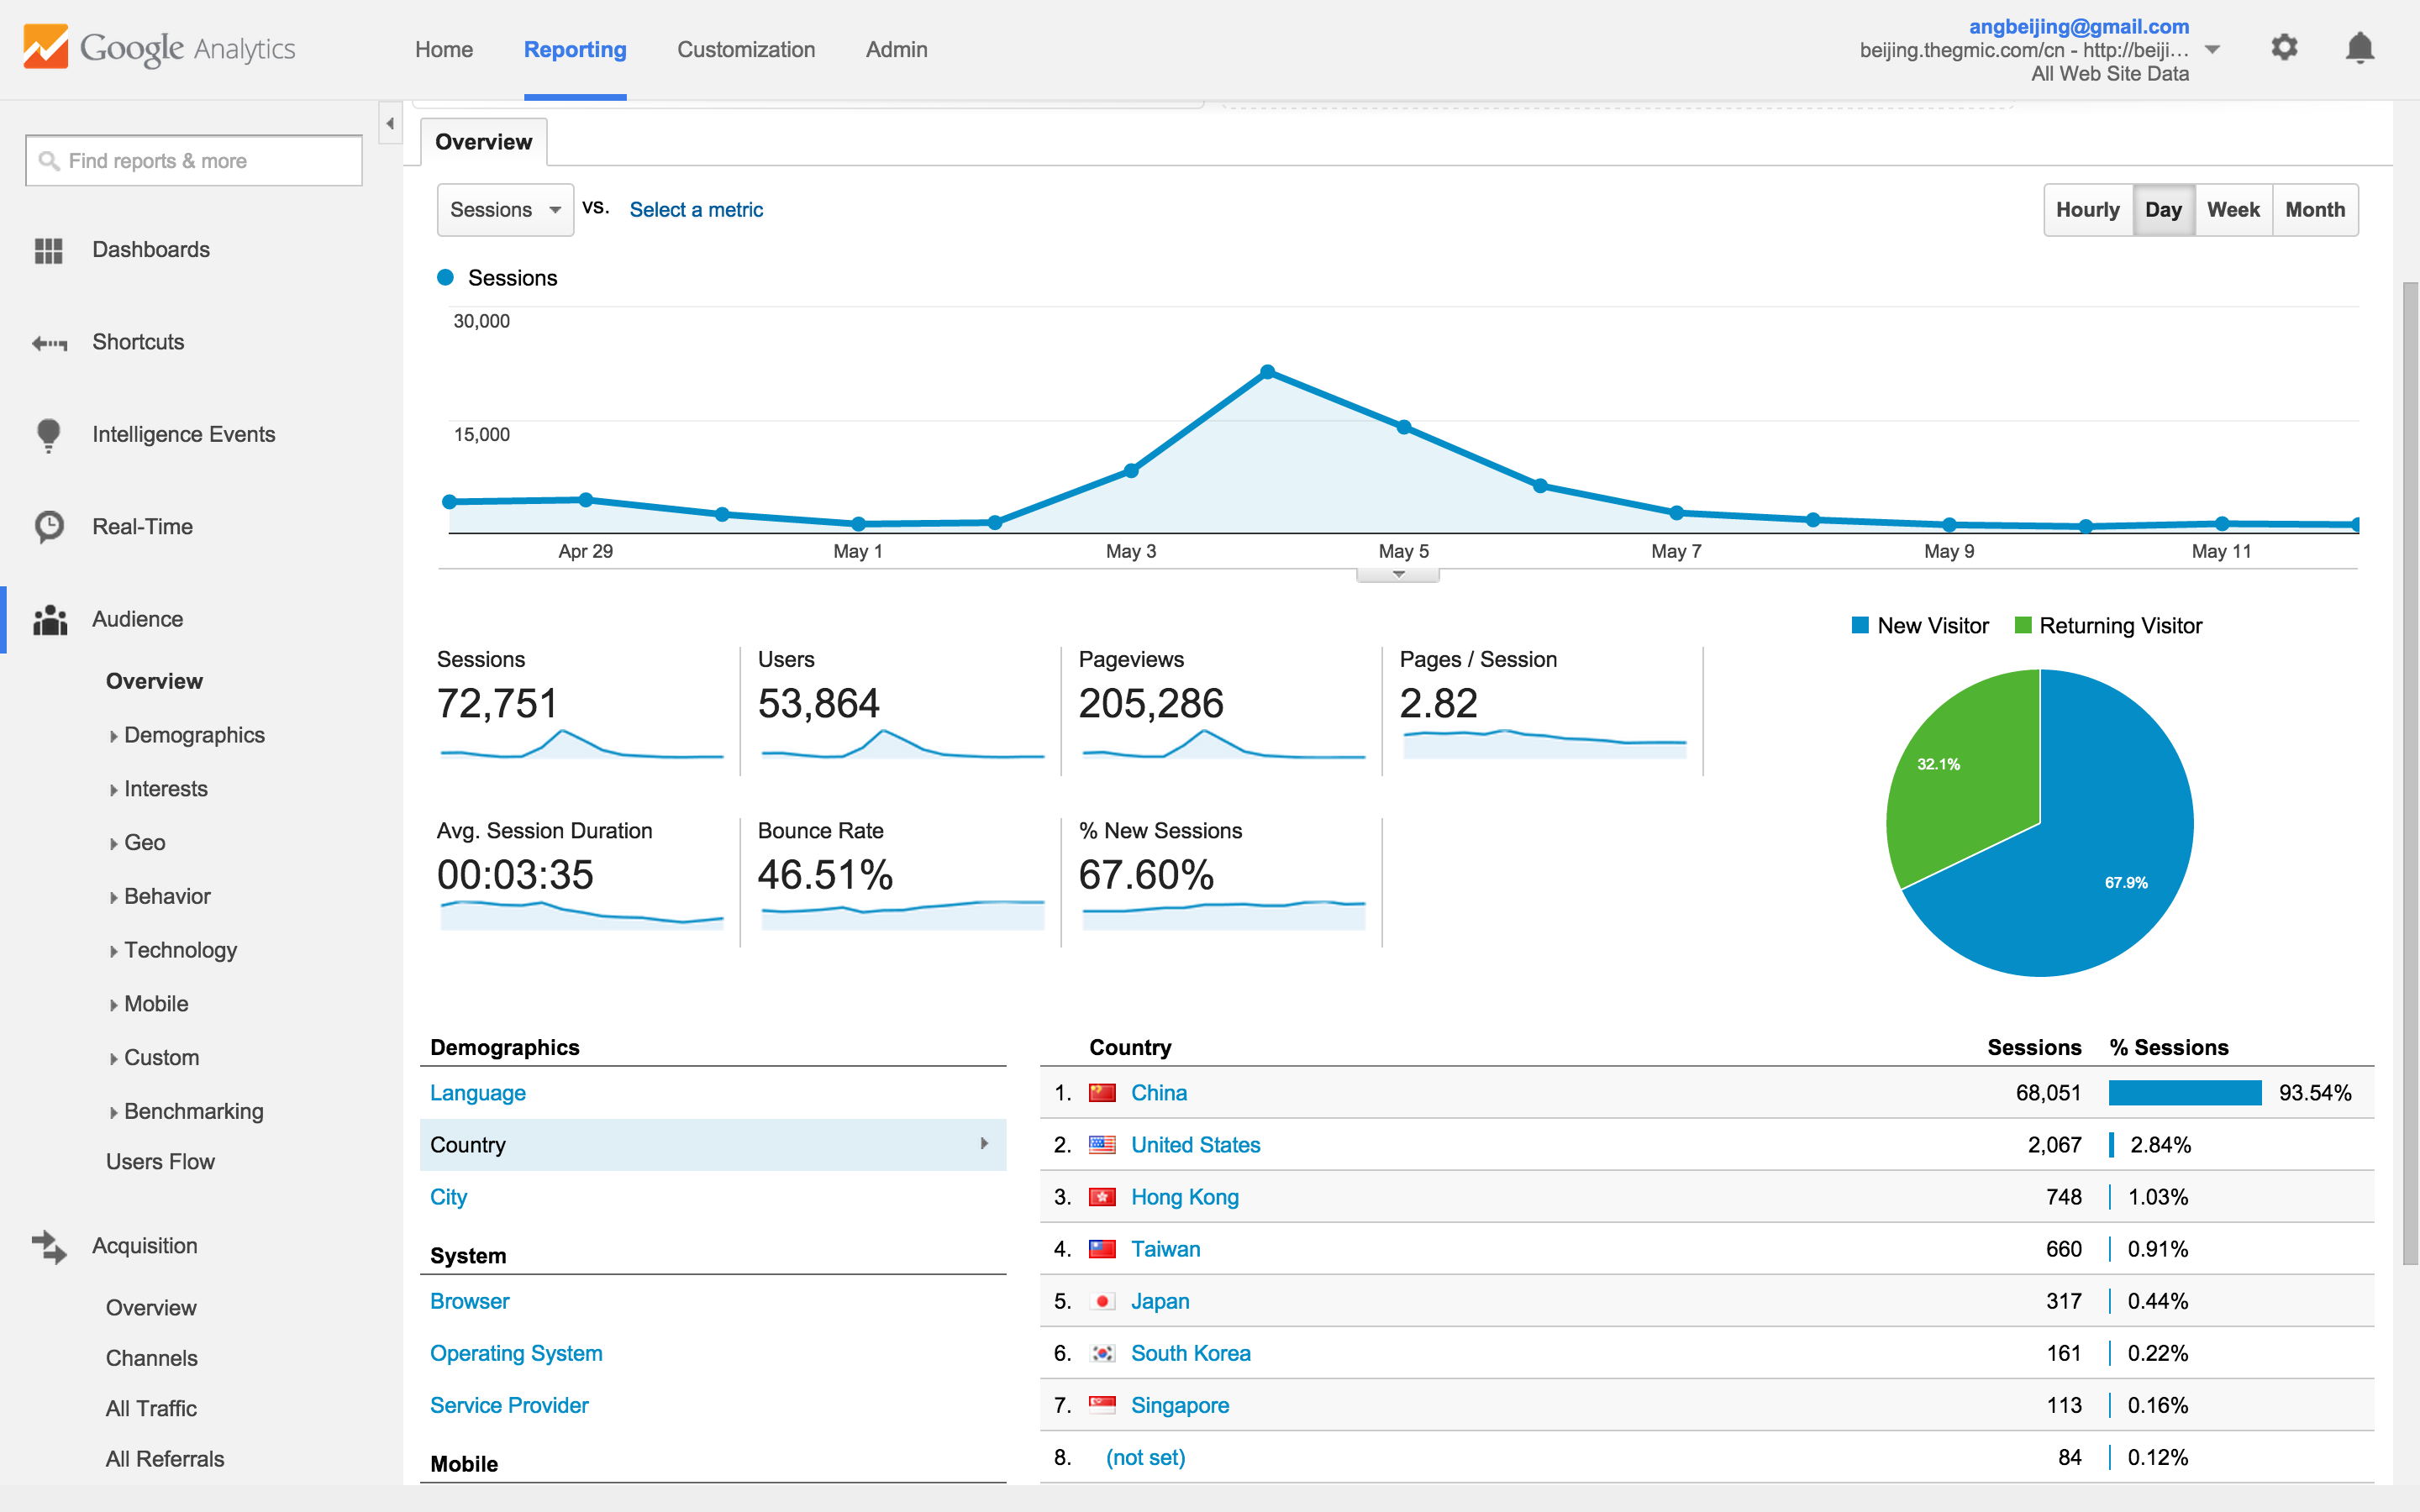 Google Analytics
Home Reporting Customization Admin
angbeijing@gmail.com
beijing.thegmic.com/cn - http://beiji...
All Web Site Data
Find reports & more
Dashboards
Shortcuts
Intelligence Events
Real-Time
Audience
Overview
Demographics
Interests
Geo
Behavior
Technology
Mobile
Custom
Benchmarking
Users Flow
Acquisition
Overview
Channels
All Traffic
All Referrals
Overview
Sessions vs. Select a metric
Hourly Day Week Month
Sessions
30,000
15,000
Apr 29 May 1 May 3 May 5 May 7 May 9 May 11
New Visitor Returning Visitor
32.1%
67.9%
Sessions
72,751
Users
53,864
Pageviews
205,286
Pages / Session
2.82
Avg. Session Duration
00:03:35
Bounce Rate
46.51%
% New Sessions
67.60%
Demographics
Language
Country
City
System
Browser
Operating System
Service Provider
Mobile
Country Sessions % Sessions
1. China 68,051 93.54%
2. United States 2,067 2.84%
3. Hong Kong 748 1.03%
4. Taiwan 660 0.91%
5. Japan 317 0.44%
6. South Korea 161 0.22%
7. Singapore 113 0.16%
8. (not set) 84 0.12%